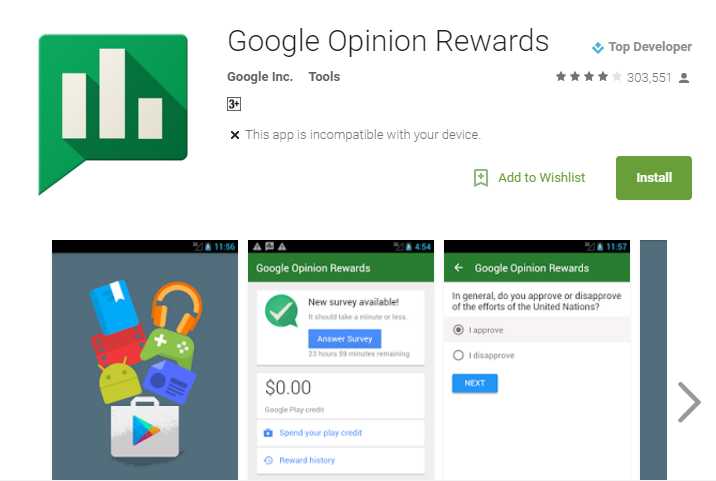 Google Opinion Rewards
Top Developer
Google Inc. Tools
303,551
3+
This app is incompatible with your device.
Add to Wishlist
Install
11:56
4:54
Google Opinion Rewards
New survey available!
It should take a minute or less.
Answer Survey
23 hours 59 minutes remaining
$0.00
Google Play credit
Spend your play credit
Reward history
11:57
Google Opinion Rewards
In general, do you approve or disapprove
of the efforts of the United Nations?
I approve
I disapprove
NEXT